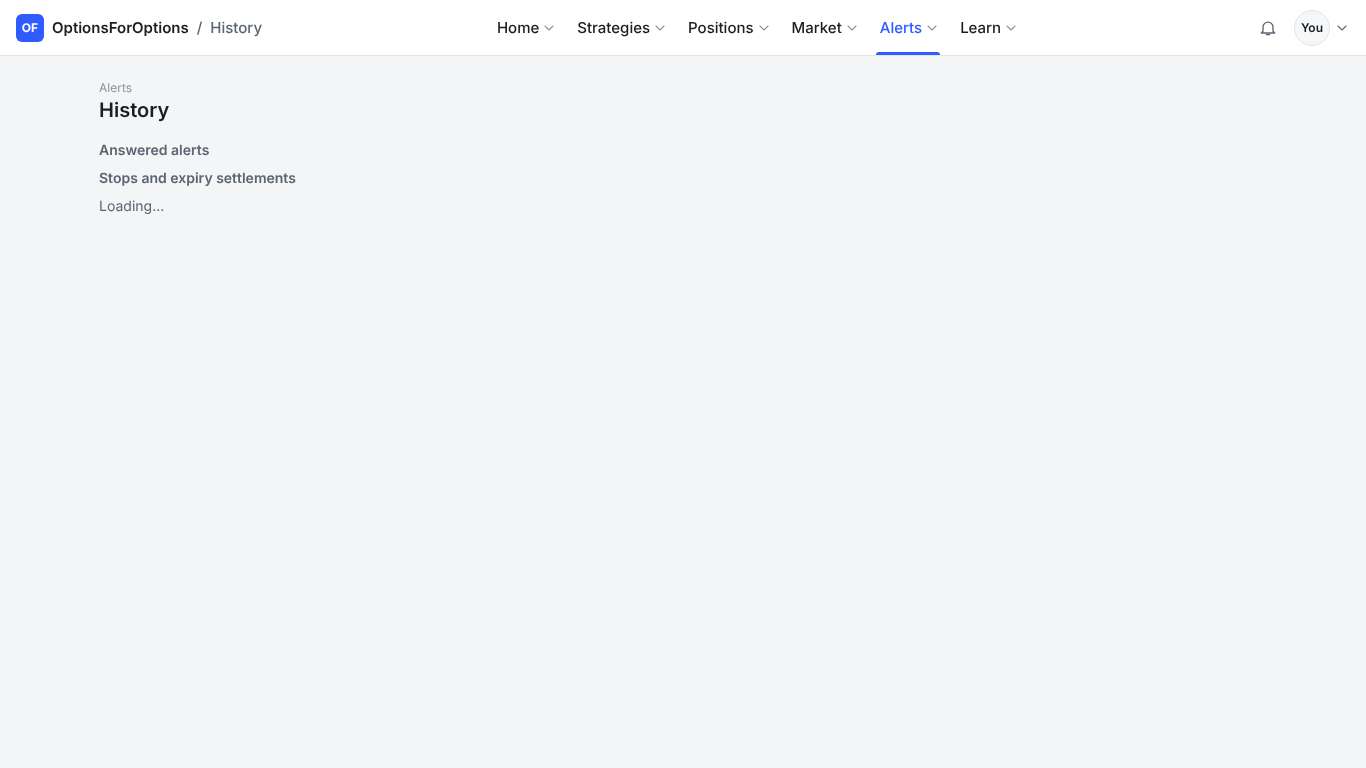 OF OptionsForOptions / History Home Strategies Positions Market Alerts Learn You
Alerts
History
Answered alerts
Stops and expiry settlements
Loading...